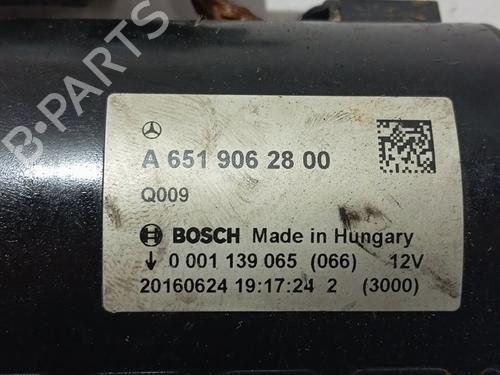 B-PARTS
A 651 906 28 00
Q009
BOSCH Made in Hungary
0 001 139 065 (066) 12V
20160624 19:17:24 2 (3000)